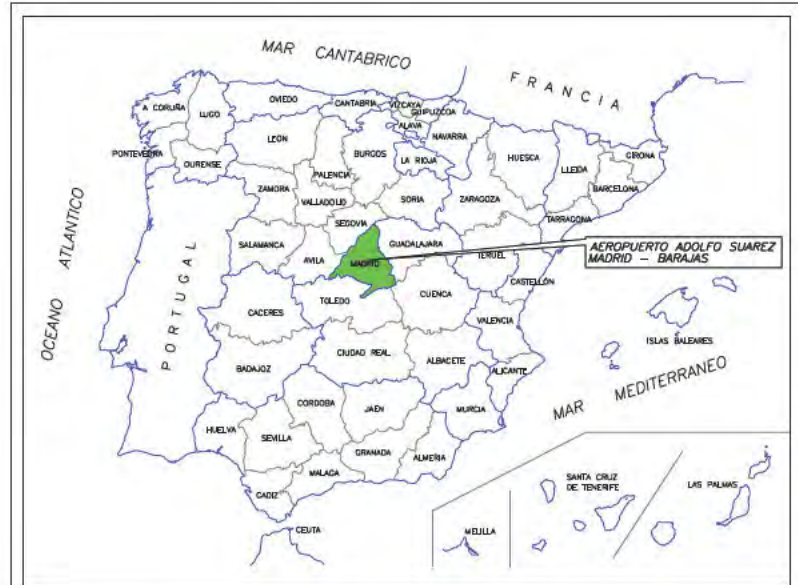 MAR CANTABRICO
FRANCIA
A CORUÑA
LUGO
OVIEDO
CANTABRIA
VIZCAYA
GUIPUZCOA
ALAVA
NAVARRA
PONTEVEDRA
OURENSE
LEON
PALENCIA
BURGOS
LA RIOJA
HUESCA
LLEIDA
GIRONA
BARCELONA
ZAMORA
VALLADOLID
SORIA
ZARAGOZA
TARRAGONA
SEGOVIA
SALAMANCA
AVILA
MADRID
GUADALAJARA
TERUEL
AEROPUERTO ADOLFO SUAREZ
MADRID – BARAJAS
OCEANO ATLANTICO
PORTUGAL
CACERES
TOLEDO
CUENCA
CASTELLÓN
VALENCIA
ISLAS BALEARES
BADAJOZ
CIUDAD REAL
ALBACETE
ALICANTE
MAR MEDITERRANEO
CORDOBA
JAÉN
MURCIA
HUELVA
SEVILLA
GRANADA
ALMERIA
MALAGA
CADIZ
CEUTA
MELILLA
SANTA CRUZ
DE TENERIFE
LAS PALMAS